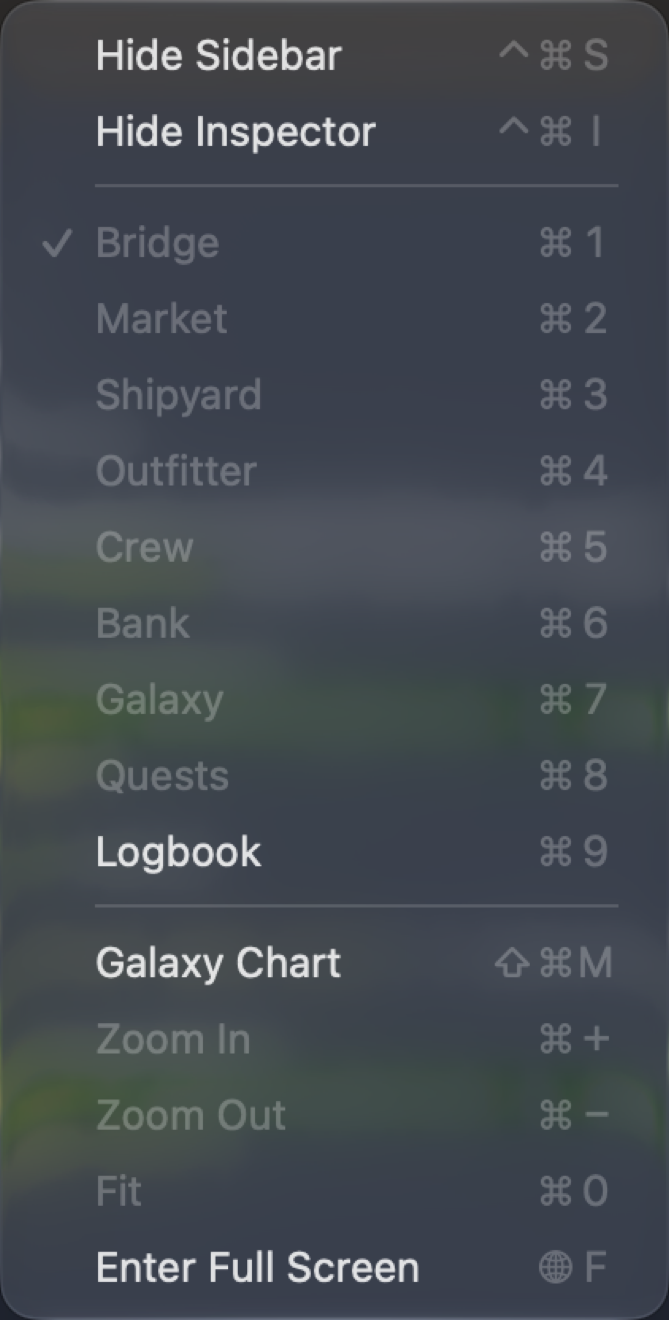 Hide Sidebar ^ ⌘ S
Hide Inspector ^ ⌘ I
✓ Bridge ⌘ 1
Market ⌘ 2
Shipyard ⌘ 3
Outfitter ⌘ 4
Crew ⌘ 5
Bank ⌘ 6
Galaxy ⌘ 7
Quests ⌘ 8
Logbook ⌘ 9
Galaxy Chart ⇧ ⌘ M
Zoom In ⌘ +
Zoom Out ⌘ −
Fit ⌘ 0
Enter Full Screen 🌐 F